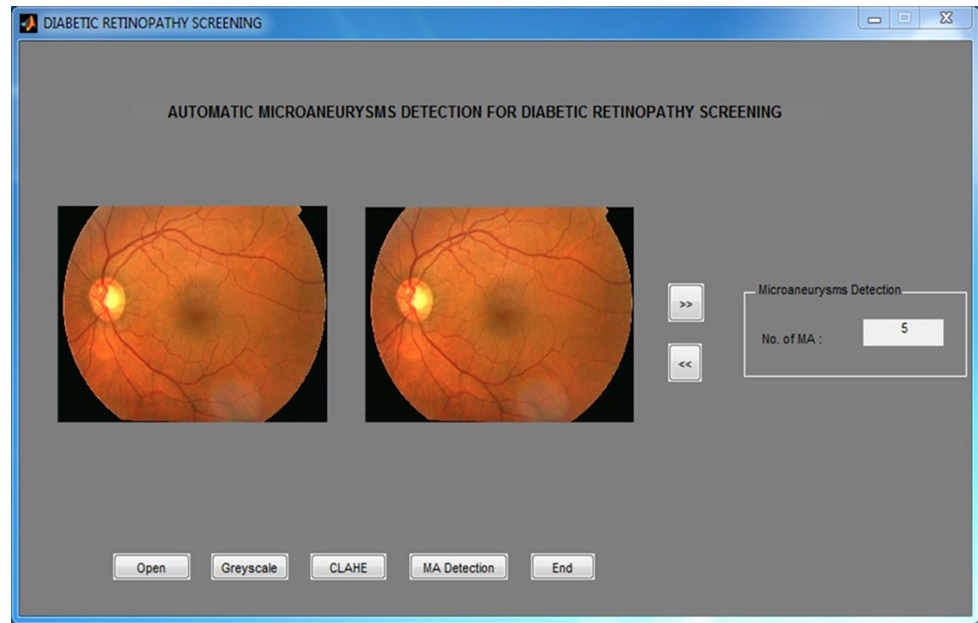 DIABETIC RETINOPATHY SCREENING
AUTOMATIC MICROANEURYSMS DETECTION FOR DIABETIC RETINOPATHY SCREENING
>>
<<
Microaneurysms Detection
No. of MA :
5
Open
Greyscale
CLAHE
MA Detection
End